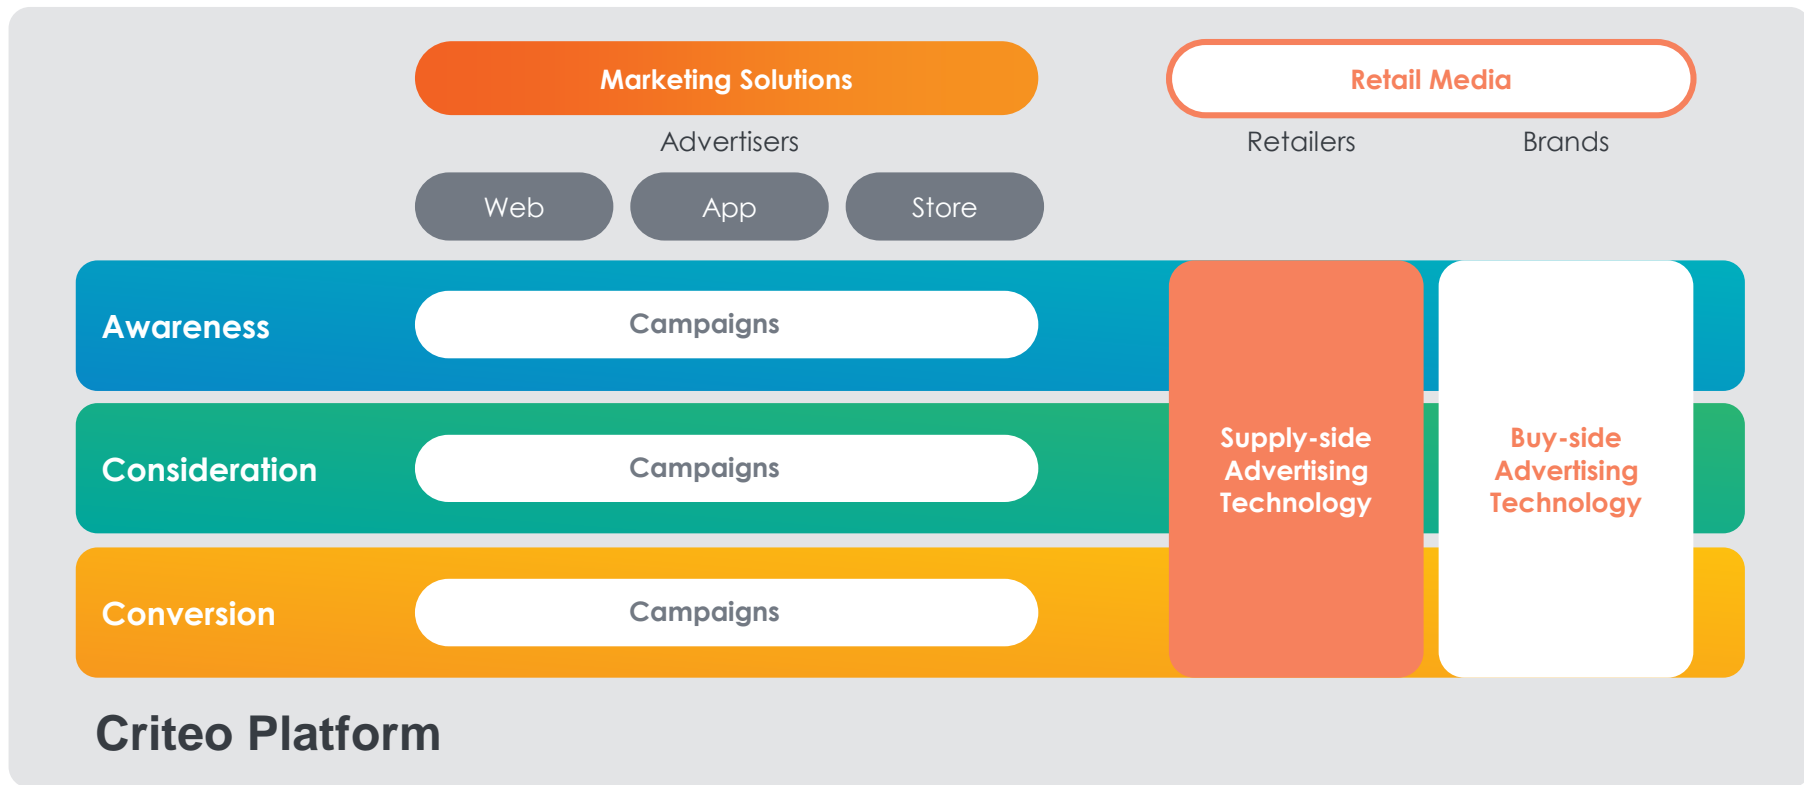 Marketing Solutions
Retail Media
Advertisers
Retailers
Brands
Web
App
Store
Awareness
Campaigns
Consideration
Campaigns
Conversion
Campaigns
Supply-side
Advertising
Technology
Buy-side
Advertising
Technology
Criteo Platform